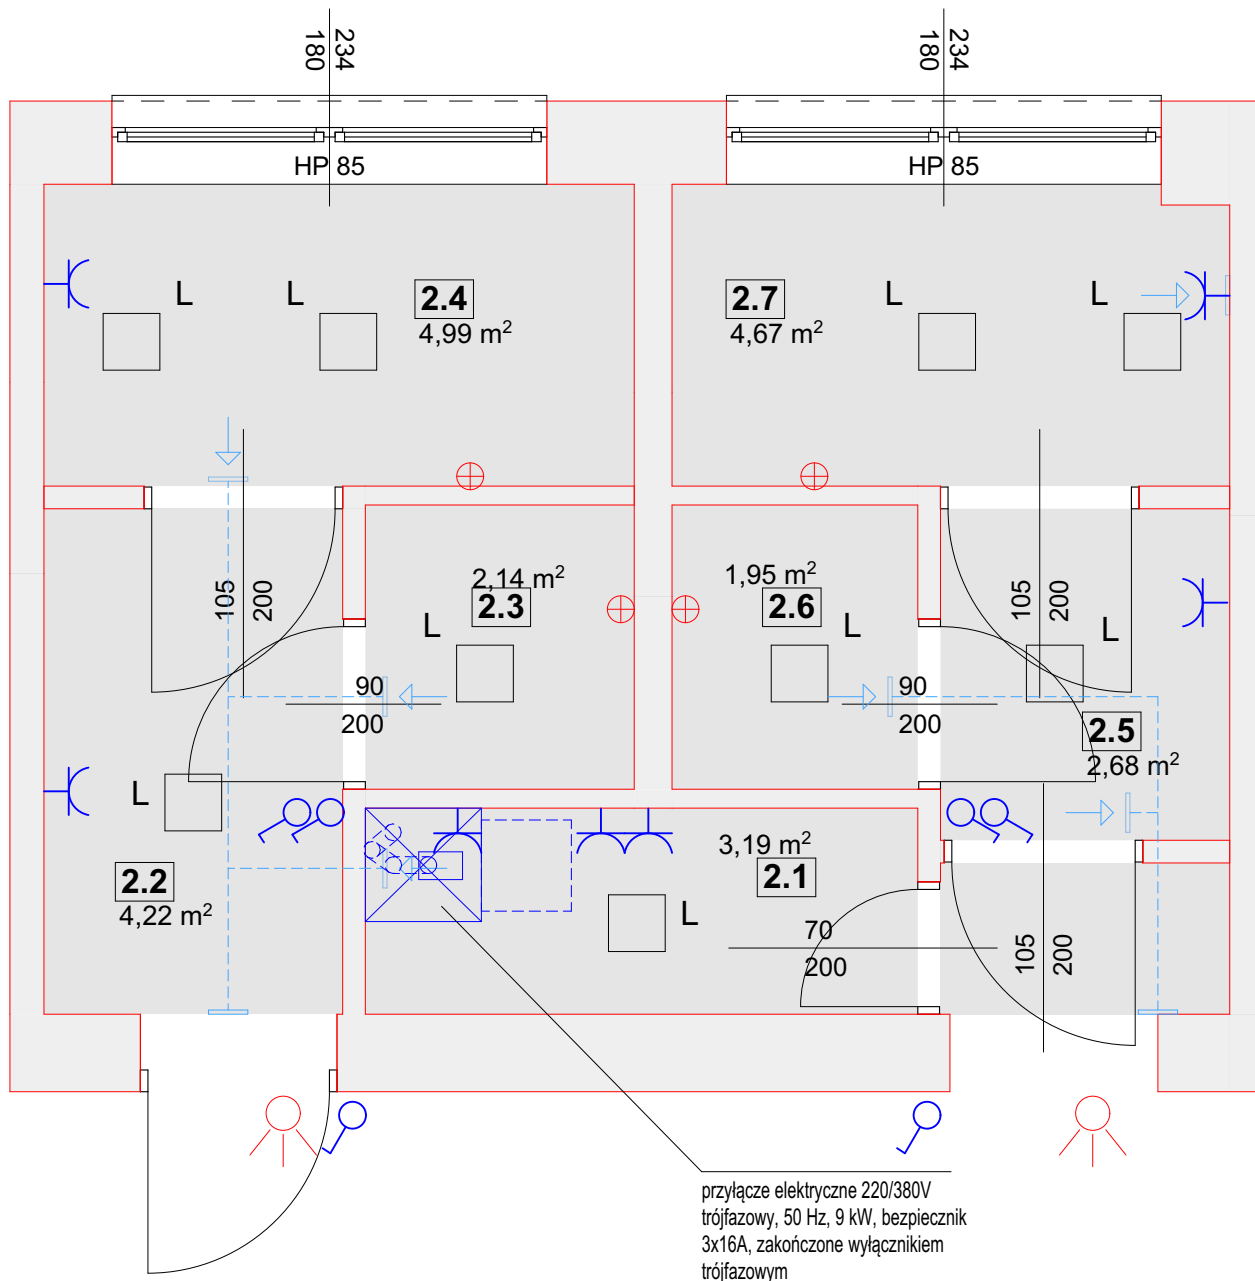 180
234
180
234
HP 85
HP 85
L
L
2.4
4,99 m²
2.7
4,67 m²
L
L
105
200
2,14 m²
2.3
L
1,95 m²
2.6
L
105
200
L
90
200
90
200
2.5
2,68 m²
L
2.2
4,22 m²
3,19 m²
2.1
L
70
200
105
200
przyłącze elektryczne 220/380V
trójfazowy, 50 Hz, 9 kW, bezpiecznik
3x16A, zakończone wyłącznikiem
trójfazowym